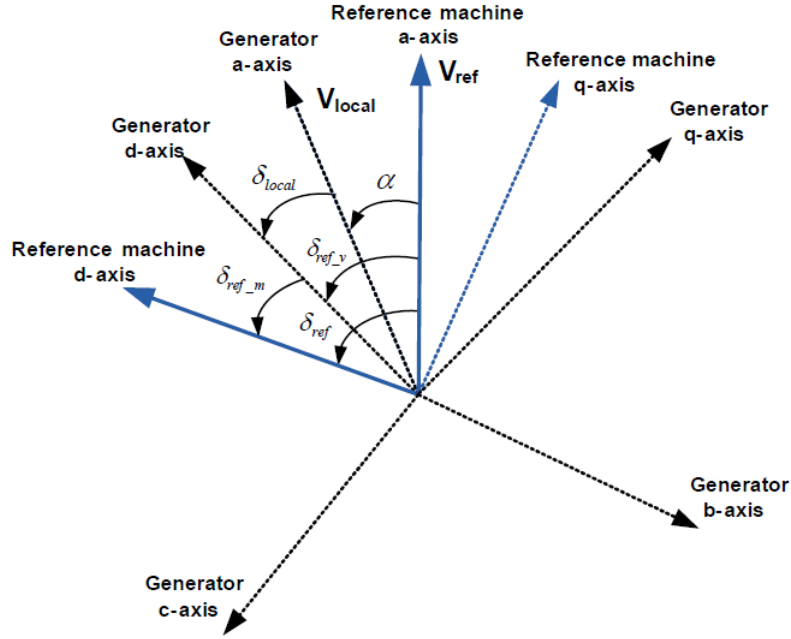 Reference machine
a-axis
Generator
a-axis
V_ref
Reference machine
q-axis
V_local
Generator
d-axis
Generator
q-axis
δ_local
α
Reference machine
d-axis
δ_ref_v
δ_ref_m
δ_ref
Generator
b-axis
Generator
c-axis